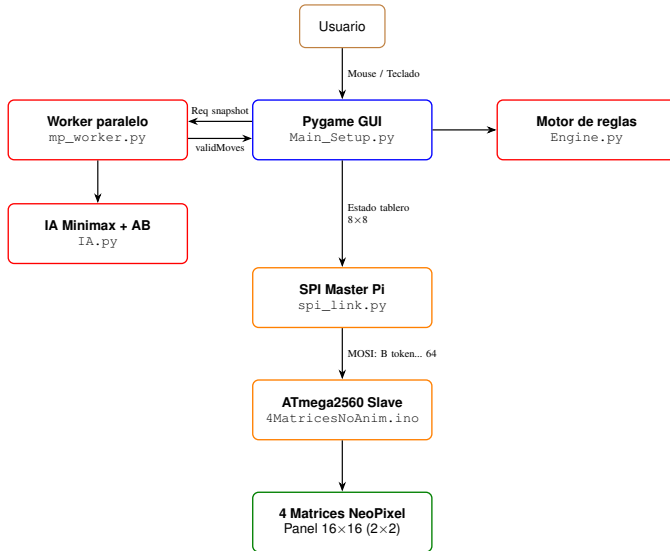 Usuario
Mouse / Teclado
Worker paralelo
mp_worker.py
Req snapshot
validMoves
Pygame GUI
Main_Setup.py
Motor de reglas
Engine.py
IA Minimax + AB
IA.py
Estado tablero
8×8
SPI Master Pi
spi_link.py
MOSI: B token... 64
ATmega2560 Slave
4MatricesNoAnim.ino
4 Matrices NeoPixel
Panel 16×16 (2×2)